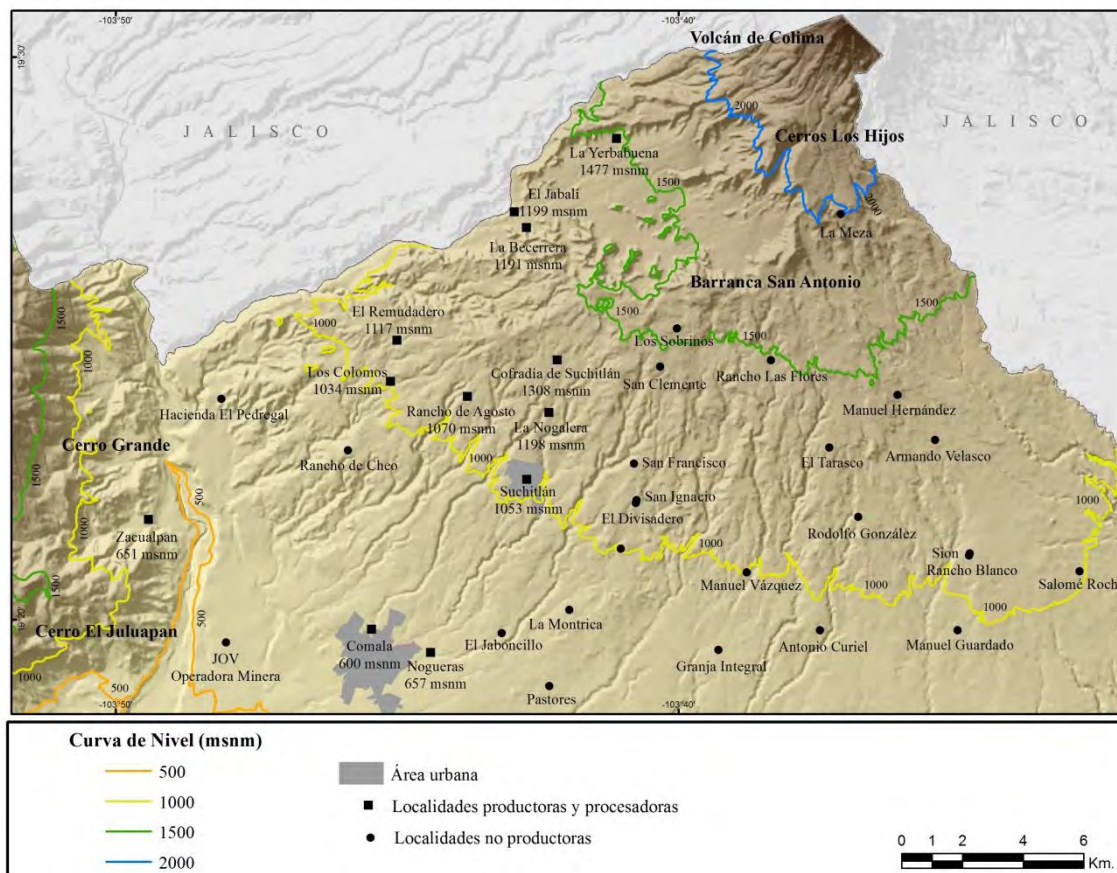 -103°50'
-103°40'
19°30'
Volcán de Colima
JALISCO
2000
JALISCO
Cerros Los Hijos
La Yerbabuena
1477 msnm
1500
El Jabalí
1199 msnm
2000
La Meza
La Becerrera
1191 msnm
Barranca San Antonio
1500
1500
El Remudadero
1117 msnm
1000
1500
1500
Los Sobrinos
1000
Los Colomos
1034 msnm
Cofradía de Suchitlán
1308 msnm
San Clemente
Rancho Las Flores
Hacienda El Pedregal
Rancho de Agosto
1070 msnm
La Nogalera
1198 msnm
Manuel Hernández
Cerro Grande
1500
1000
Rancho de Checo
San Francisco
El Tarasco
Armando Velasco
500
Suchitlán
1053 msnm
San Ignacio
El Divisadero
1000
1000
Zacualpan
651 msnm
Rodolfo González
1000
Sion
Rancho Blanco
Salomé Roch
1500
Manuel Vázquez
1000
1000
19°20'
500
La Montrica
Cerro El Juluapan
Comala
600 msnm
El Jaboncillo
JOV
Operadora Minera
Nogueras
657 msnm
Granja Integral
Antonio Curiel
Manuel Guardado
1000
500
Pastores
-103°50'
-103°40'
Curva de Nivel (msnm)
500
1000
1500
2000
Área urbana
Localidades productoras y procesadoras
Localidades no productoras
0 1 2 4 6
Km.